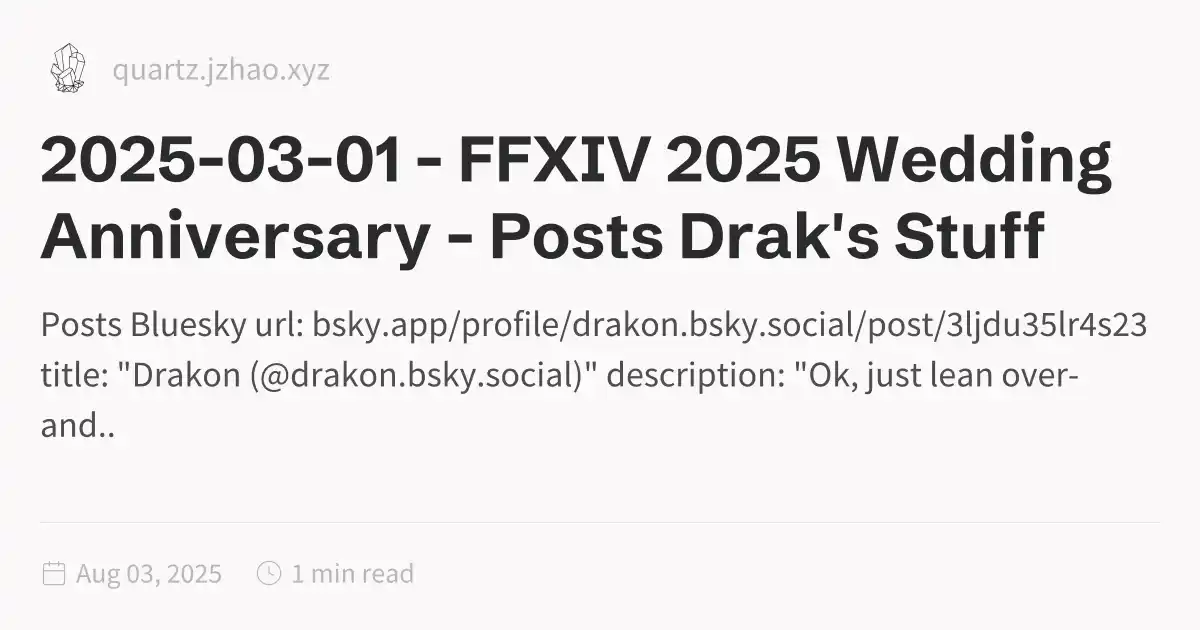 quartz.jzhao.xyz
2025-03-01 - FFXIV 2025 Wedding
Anniversary - Posts Drak's Stuff
Posts Bluesky url: bsky.app/profile/drakon.bsky.social/post/3ljdu35lr4s23
title: "Drakon (@drakon.bsky.social)" description: "Ok, just lean over-
and..
Aug 03, 2025 1 min read